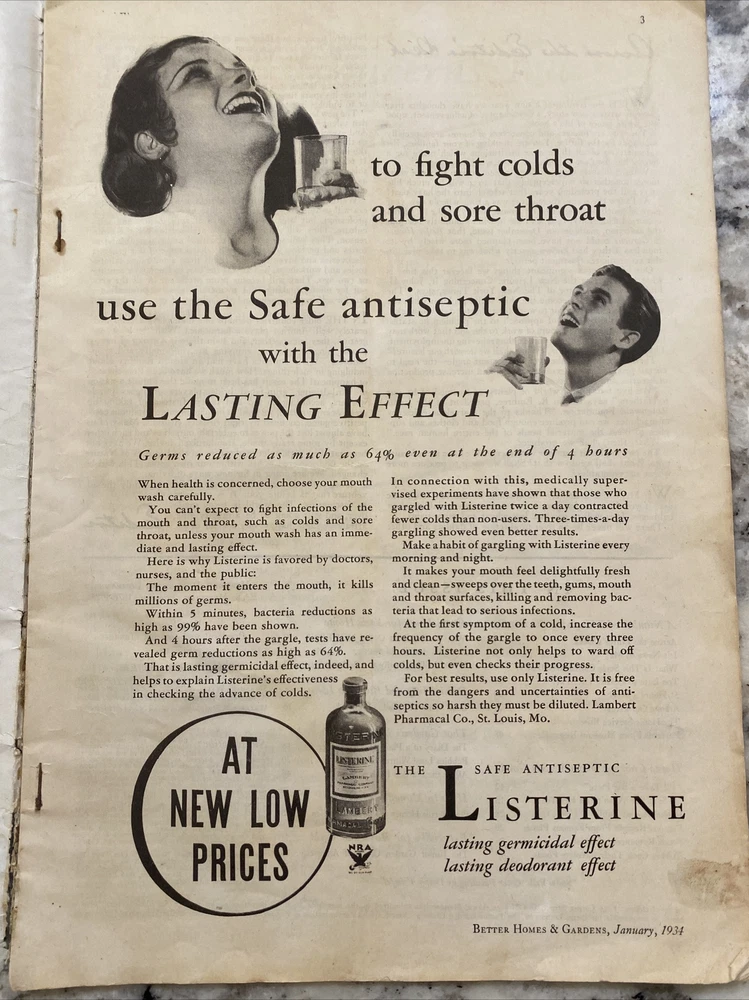 3
to fight colds
and sore throat
use the Safe antiseptic
with the
LASTING EFFECT
Germs reduced as much as 64% even at the end of 4 hours
When health is concerned, choose your mouth
wash carefully.
You can't expect to fight infections of the
mouth and throat, such as colds and sore
throat, unless your mouth wash has an imme-
diate and lasting effect.
Here is why Listerine is favored by doctors,
nurses, and the public:
The moment it enters the mouth, it kills
millions of germs.
Within 5 minutes, bacteria reductions as
high as 99% have been shown.
And 4 hours after the gargle, tests have re-
vealed germ reductions as high as 64%.
That is lasting germicidal effect, indeed, and
helps to explain Listerine's effectiveness
in checking the advance of colds.
In connection with this, medically super-
vised experiments have shown that those who
gargled with Listerine twice a day contracted
fewer colds than non-users. Three-times-a-day
gargling showed even better results.
Make a habit of gargling with Listerine every
morning and night.
It makes your mouth feel delightfully fresh
and clean—sweeps over the teeth, gums, mouth
and throat surfaces, killing and removing bac-
teria that lead to serious infections.
At the first symptom of a cold, increase the
frequency of the gargle to once every three
hours. Listerine not only helps to ward off
colds, but even checks their progress.
For best results, use only Listerine. It is free
from the dangers and uncertainties of anti-
septics so harsh they must be diluted. Lambert
Pharmacal Co., St. Louis, Mo.
AT
NEW LOW
PRICES
LISTERINE
LAMBERT
LAMBERT
NRA
THE SAFE ANTISEPTIC
LISTERINE
lasting germicidal effect
lasting deodorant effect
BETTER HOMES & GARDENS, January, 1934